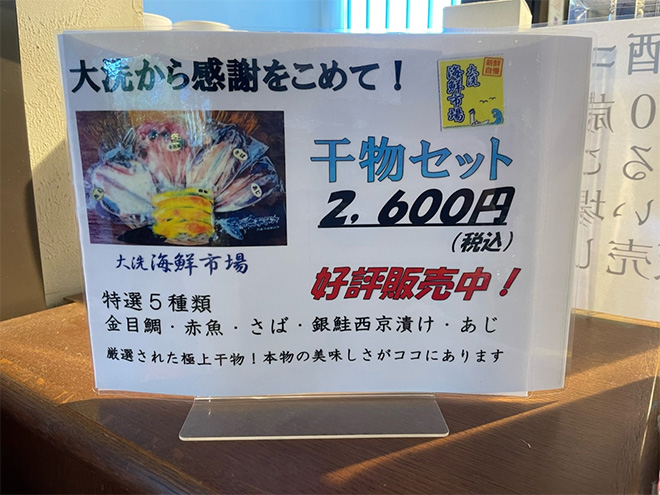 大洗から感謝をこめて！
新鮮自慢
大洗
海鮮市場
干物セット
2,600円
(税込)
大洗海鮮市場
好評販売中！
特選５種類
金目鯛・赤魚・さば・銀鮭西京漬け・あじ
厳選された極上干物！本物の美味しさがココにあります